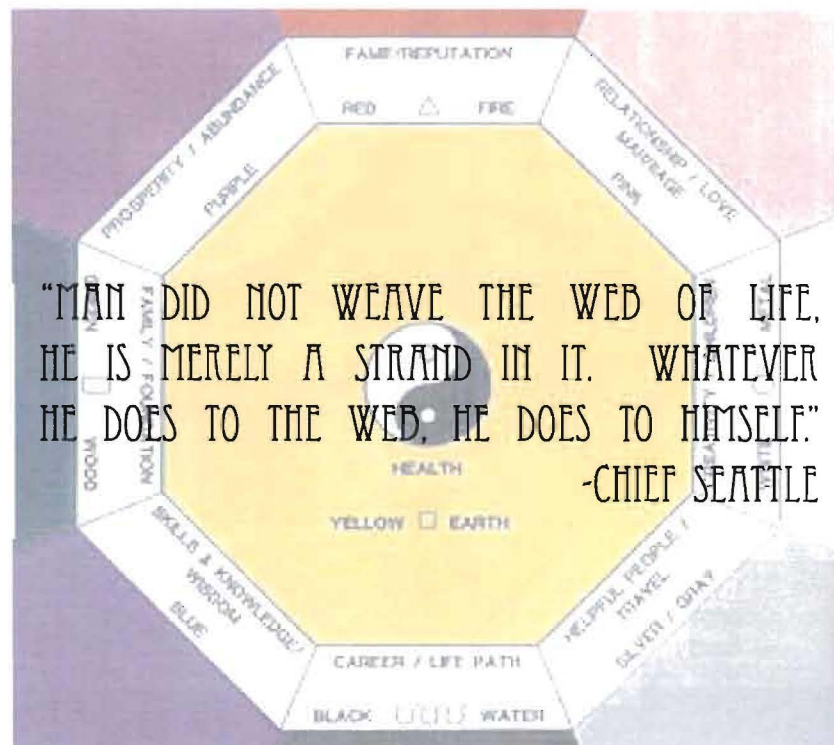 FAME/REPUTATION
RED FIRE
PROSPERITY / ABUNDANCE
PURPLE
RELATIONSHIP / LOVE
MARRIAGE
PINK
"MAN DID NOT WEAVE THE WEB OF LIFE,
HE IS MERELY A STRAND IN IT. WHATEVER
HE DOES TO THE WEB, HE DOES TO HIMSELF."
-CHIEF SEATTLE
FAMILY / FOUNDATION
WOOD
METAL
HEALTH
YELLOW EARTH
SKILLS & KNOWLEDGE/
WISDOM
BLUE
HELPFUL PEOPLE /
TRAVEL
SILVER / GRAY
CAREER / LIFE PATH
BLACK WATER